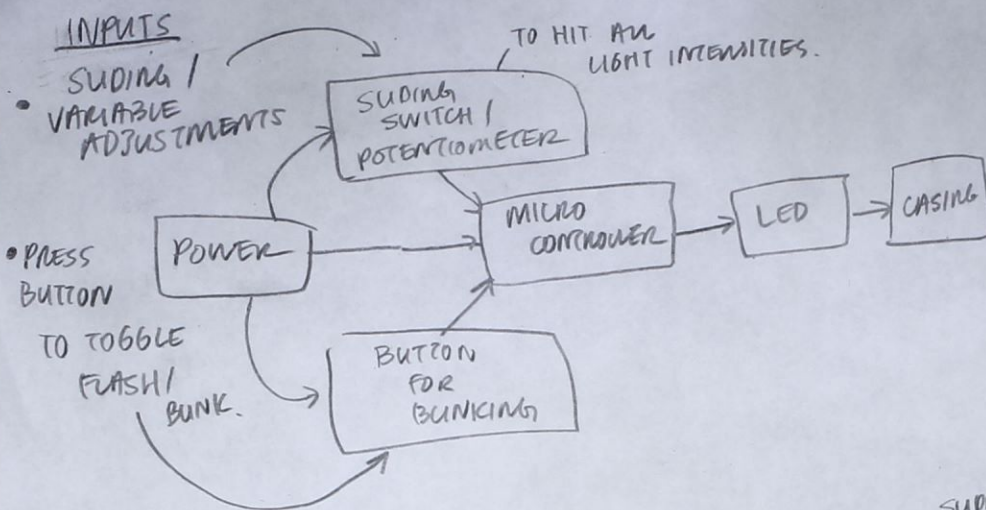 INPUTS
• SLIDING /
VARIABLE
ADJUSTMENTS
TO HIT ALL
LIGHT INTENSITIES.
SLIDING
SWITCH /
POTENTIOMETER
• PRESS
BUTTON
TO TOGGLE
FLASH /
BLINK.
POWER
MICRO
CONTROLLER
LED
CASING
BUTTON
FOR
BLINKING